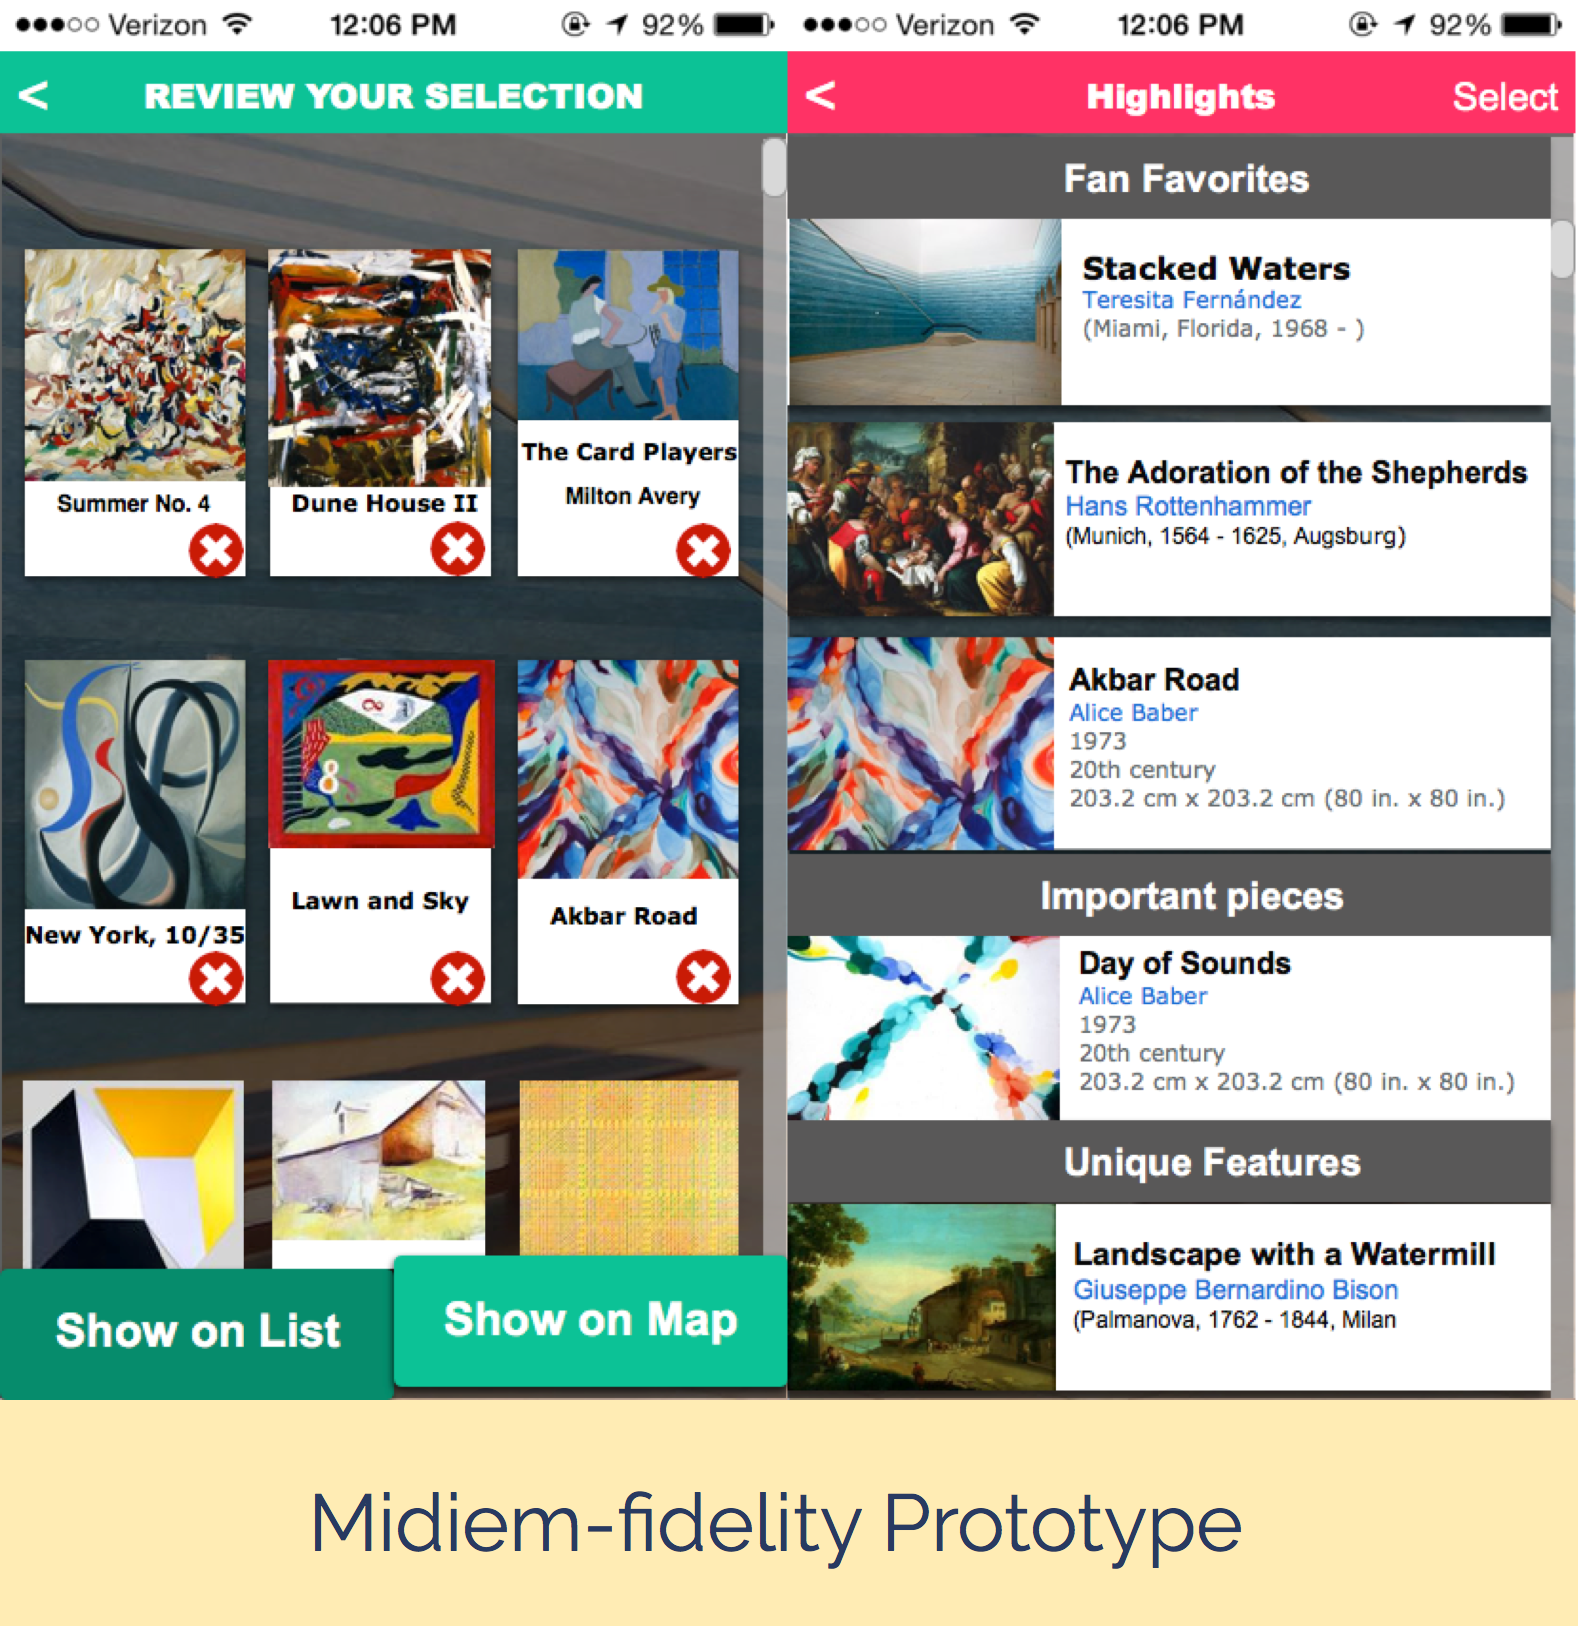 Verizon 12:06 PM 92%
< REVIEW YOUR SELECTION
Summer No. 4
Dune House II
The Card Players
Milton Avery
New York, 10/35
Lawn and Sky
Akbar Road
Show on List
Show on Map
Verizon 12:06 PM 92%
< Highlights Select
Fan Favorites
Stacked Waters
Teresita Fernández
(Miami, Florida, 1968 - )
The Adoration of the Shepherds
Hans Rottenhammer
(Munich, 1564 - 1625, Augsburg)
Akbar Road
Alice Baber
1973
20th century
203.2 cm x 203.2 cm (80 in. x 80 in.)
Important pieces
Day of Sounds
Alice Baber
1973
20th century
203.2 cm x 203.2 cm (80 in. x 80 in.)
Unique Features
Landscape with a Watermill
Giuseppe Bernardino Bison
(Palmanova, 1762 - 1844, Milan
Midiem-fidelity Prototype